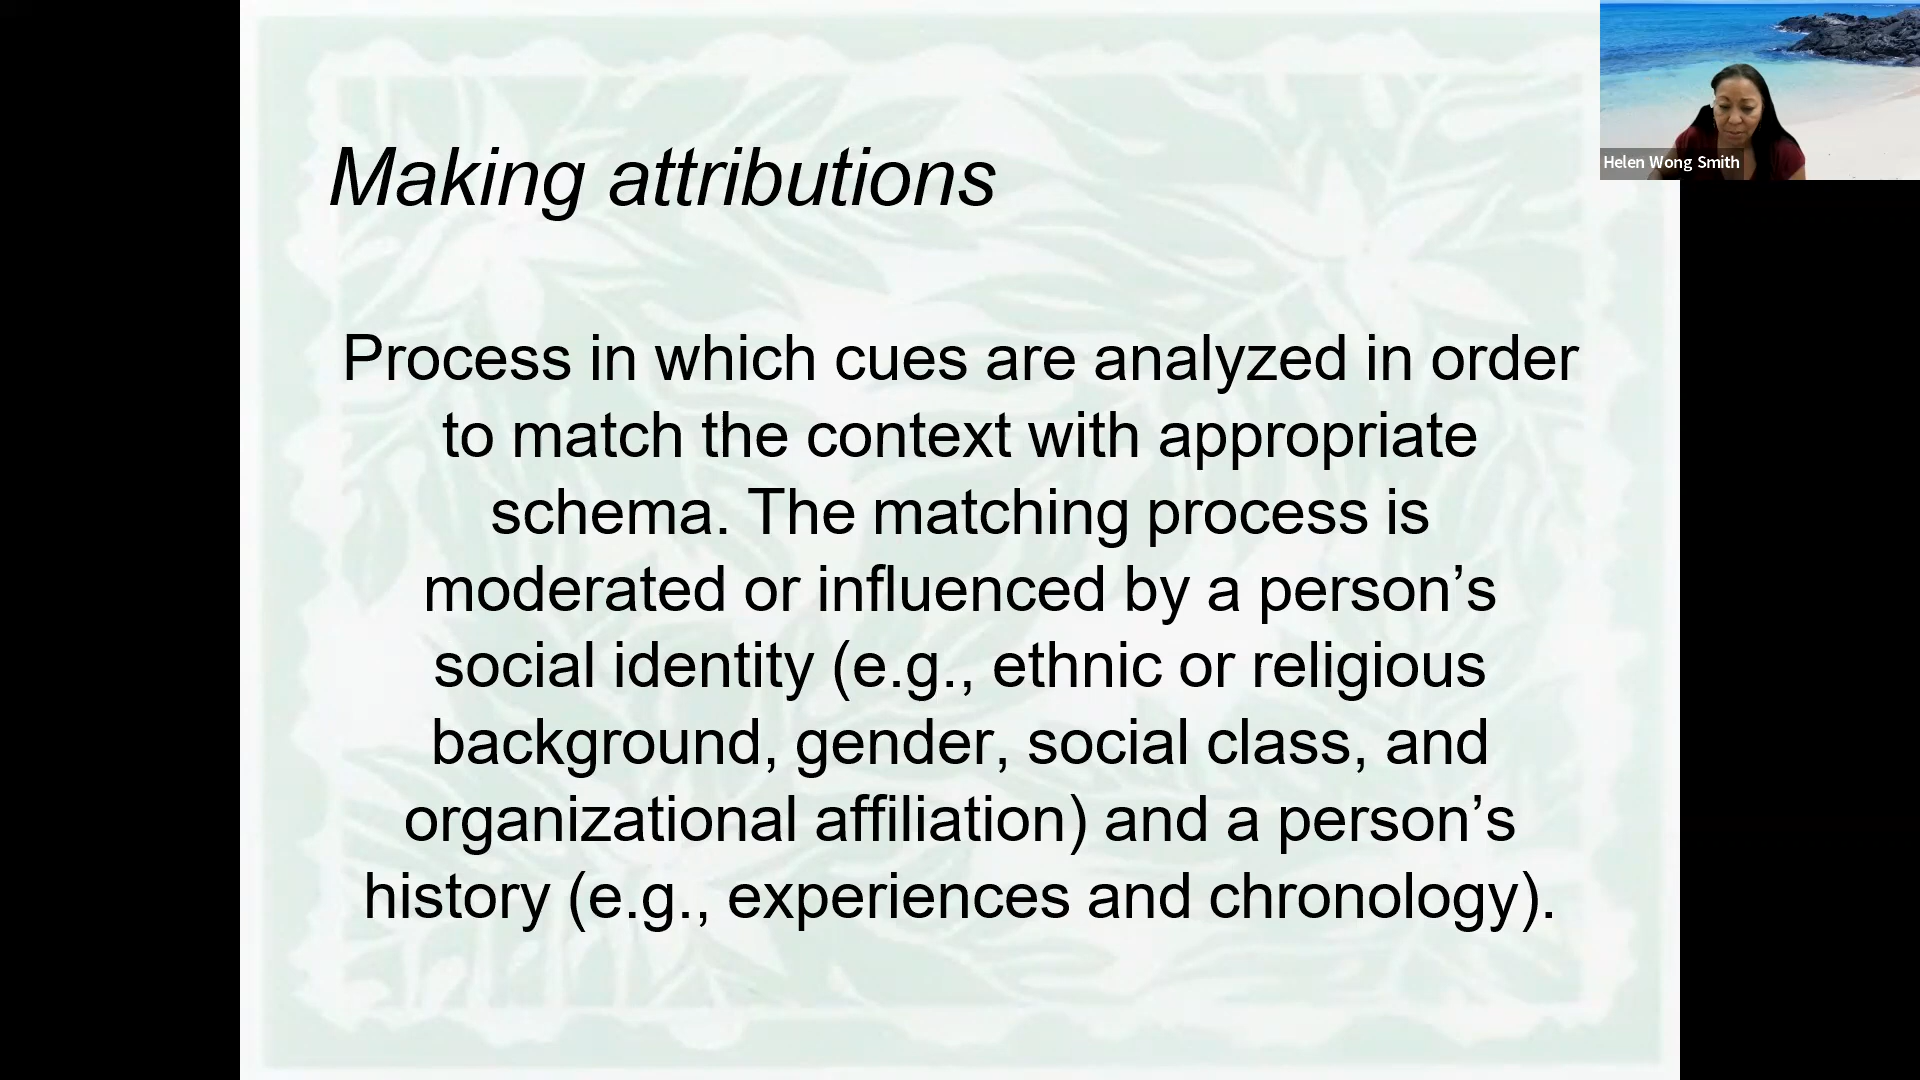 Making attributions
Process in which cues are analyzed in order
to match the context with appropriate
schema. The matching process is
moderated or influenced by a person’s
social identity (e.g., ethnic or religious
background, gender, social class, and
organizational affiliation) and a person’s
history (e.g., experiences and chronology).
Helen Wong Smith